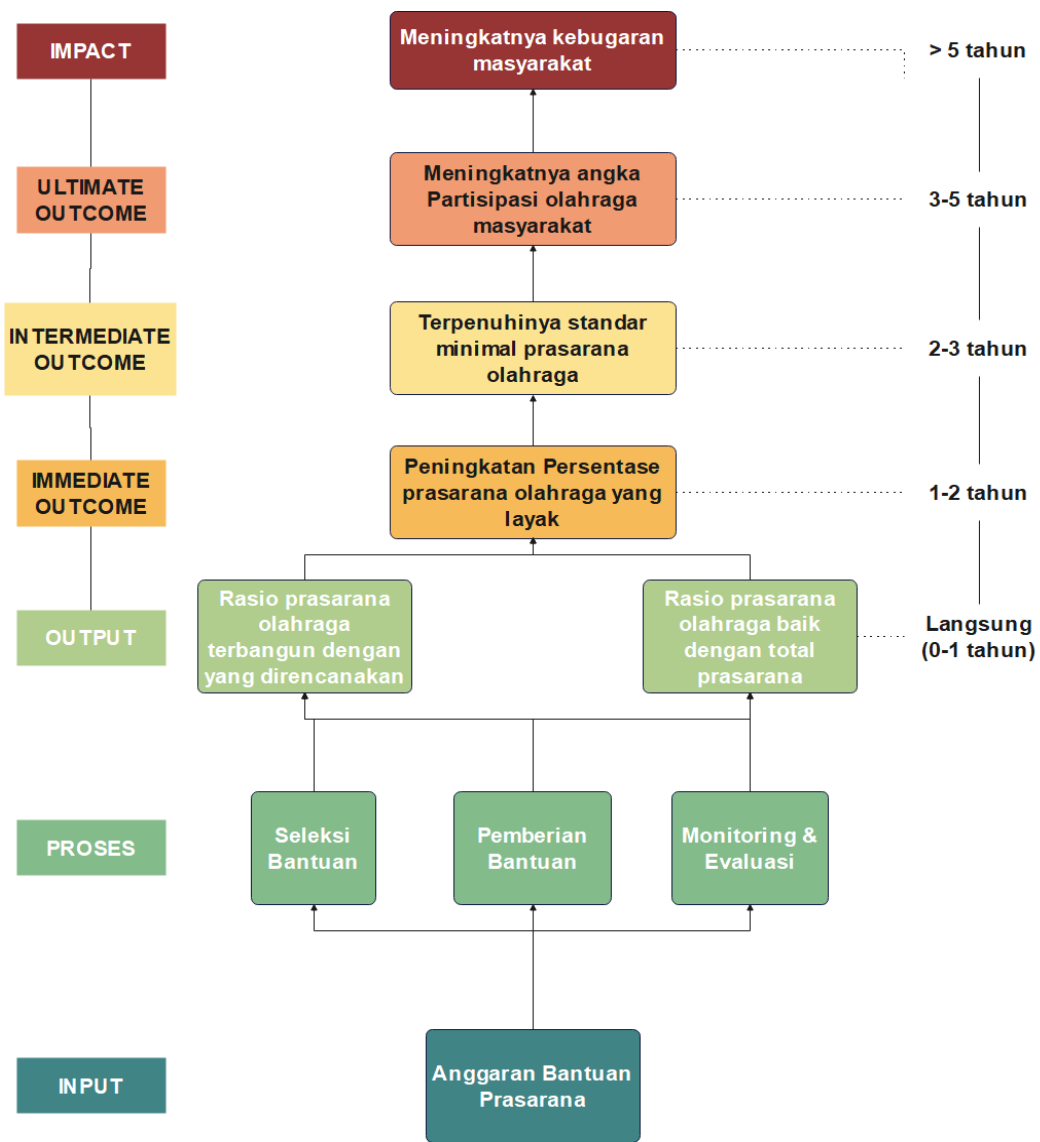 IMPACT
Meningkatnya kebugaran
masyarakat
> 5 tahun
ULTIMATE
OUTCOME
Meningkatnya angka
Partisipasi olahraga
masyarakat
3-5 tahun
INTERMEDIATE
OUTCOME
Terpenuhinya standar
minimal prasarana
olahraga
2-3 tahun
IMMEDIATE
OUTCOME
Peningkatan Persentase
prasarana olahraga yang
layak
1-2 tahun
OUTPUT
Rasio prasarana
olahraga
terbangun dengan
yang direncanakan
Rasio prasarana
olahraga baik
dengan total
prasarana
Langsung
(0-1 tahun)
PROSES
Seleksi
Bantuan
Pemberian
Bantuan
Monitoring &
Evaluasi
INPUT
Anggaran Bantuan
Prasarana